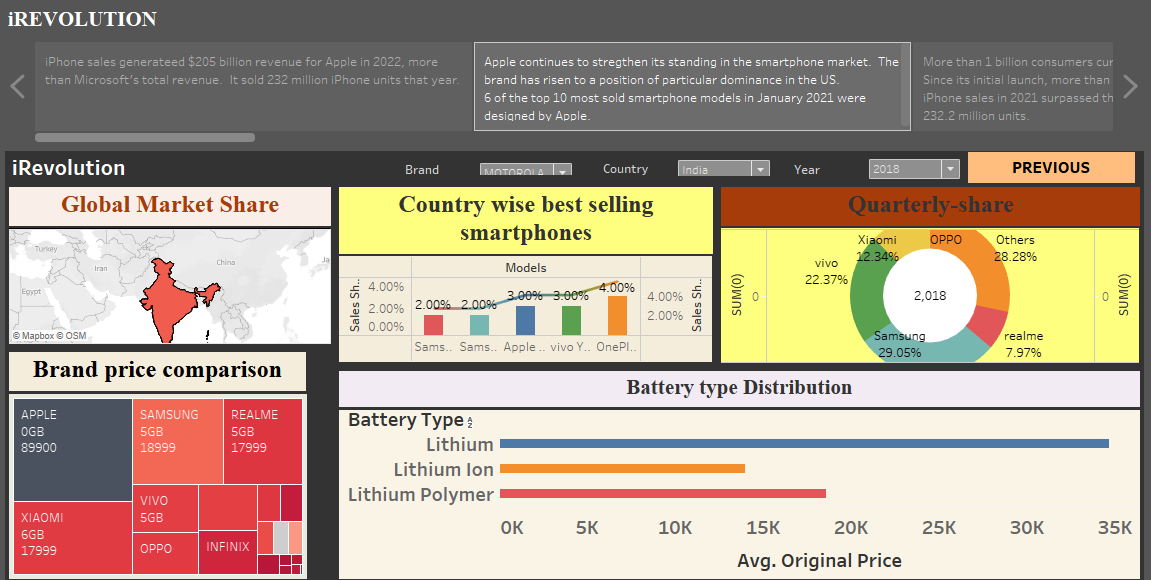 iREVOLUTION
iPhone sales generateed $205 billion revenue for Apple in 2022, more
than Microsoft's total revenue.  It sold 232 million iPhone units that year.
Apple continues to stregthen its standing in the smartphone market.  The
brand has risen to a position of particular dominance in the US.
6 of the top 10 most sold smartphone models in January 2021 were
designed by Apple.
More than 1 billion consumers cur
Since its initial launch, more than
iPhone sales in 2021 surpassed th
232.2 million units.
iRevolution
Brand
MOTOROLA
Country
India
Year
2018
PREVIOUS
Global Market Share
Turkey
Iran
China
Egypt
Ja
© Mapbox © OSM
Country wise best selling
smartphones
Models
Sales Sh..
4.00%
2.00%
0.00%
2.00%
2.00%
3.00%
3.00%
4.00%
4.00%
2.00%
Sales Sh..
Sams..
Sams..
Apple ..
vivo Y..
OnePl..
Quarterly-share
SUM(0)
0
Xiaomi
12.34%
OPPO
Others
28.28%
vivo
22.37%
2,018
Samsung
29.05%
realme
7.97%
0
SUM(0)
Brand price comparison
APPLE
0GB
89900
SAMSUNG
5GB
18999
REALME
5GB
17999
XIAOMI
6GB
17999
VIVO
5GB
OPPO
INFINIX
Battery type Distribution
Battery Type
Lithium
Lithium Ion
Lithium Polymer
0K 5K 10K 15K 20K 25K 30K 35K
Avg. Original Price